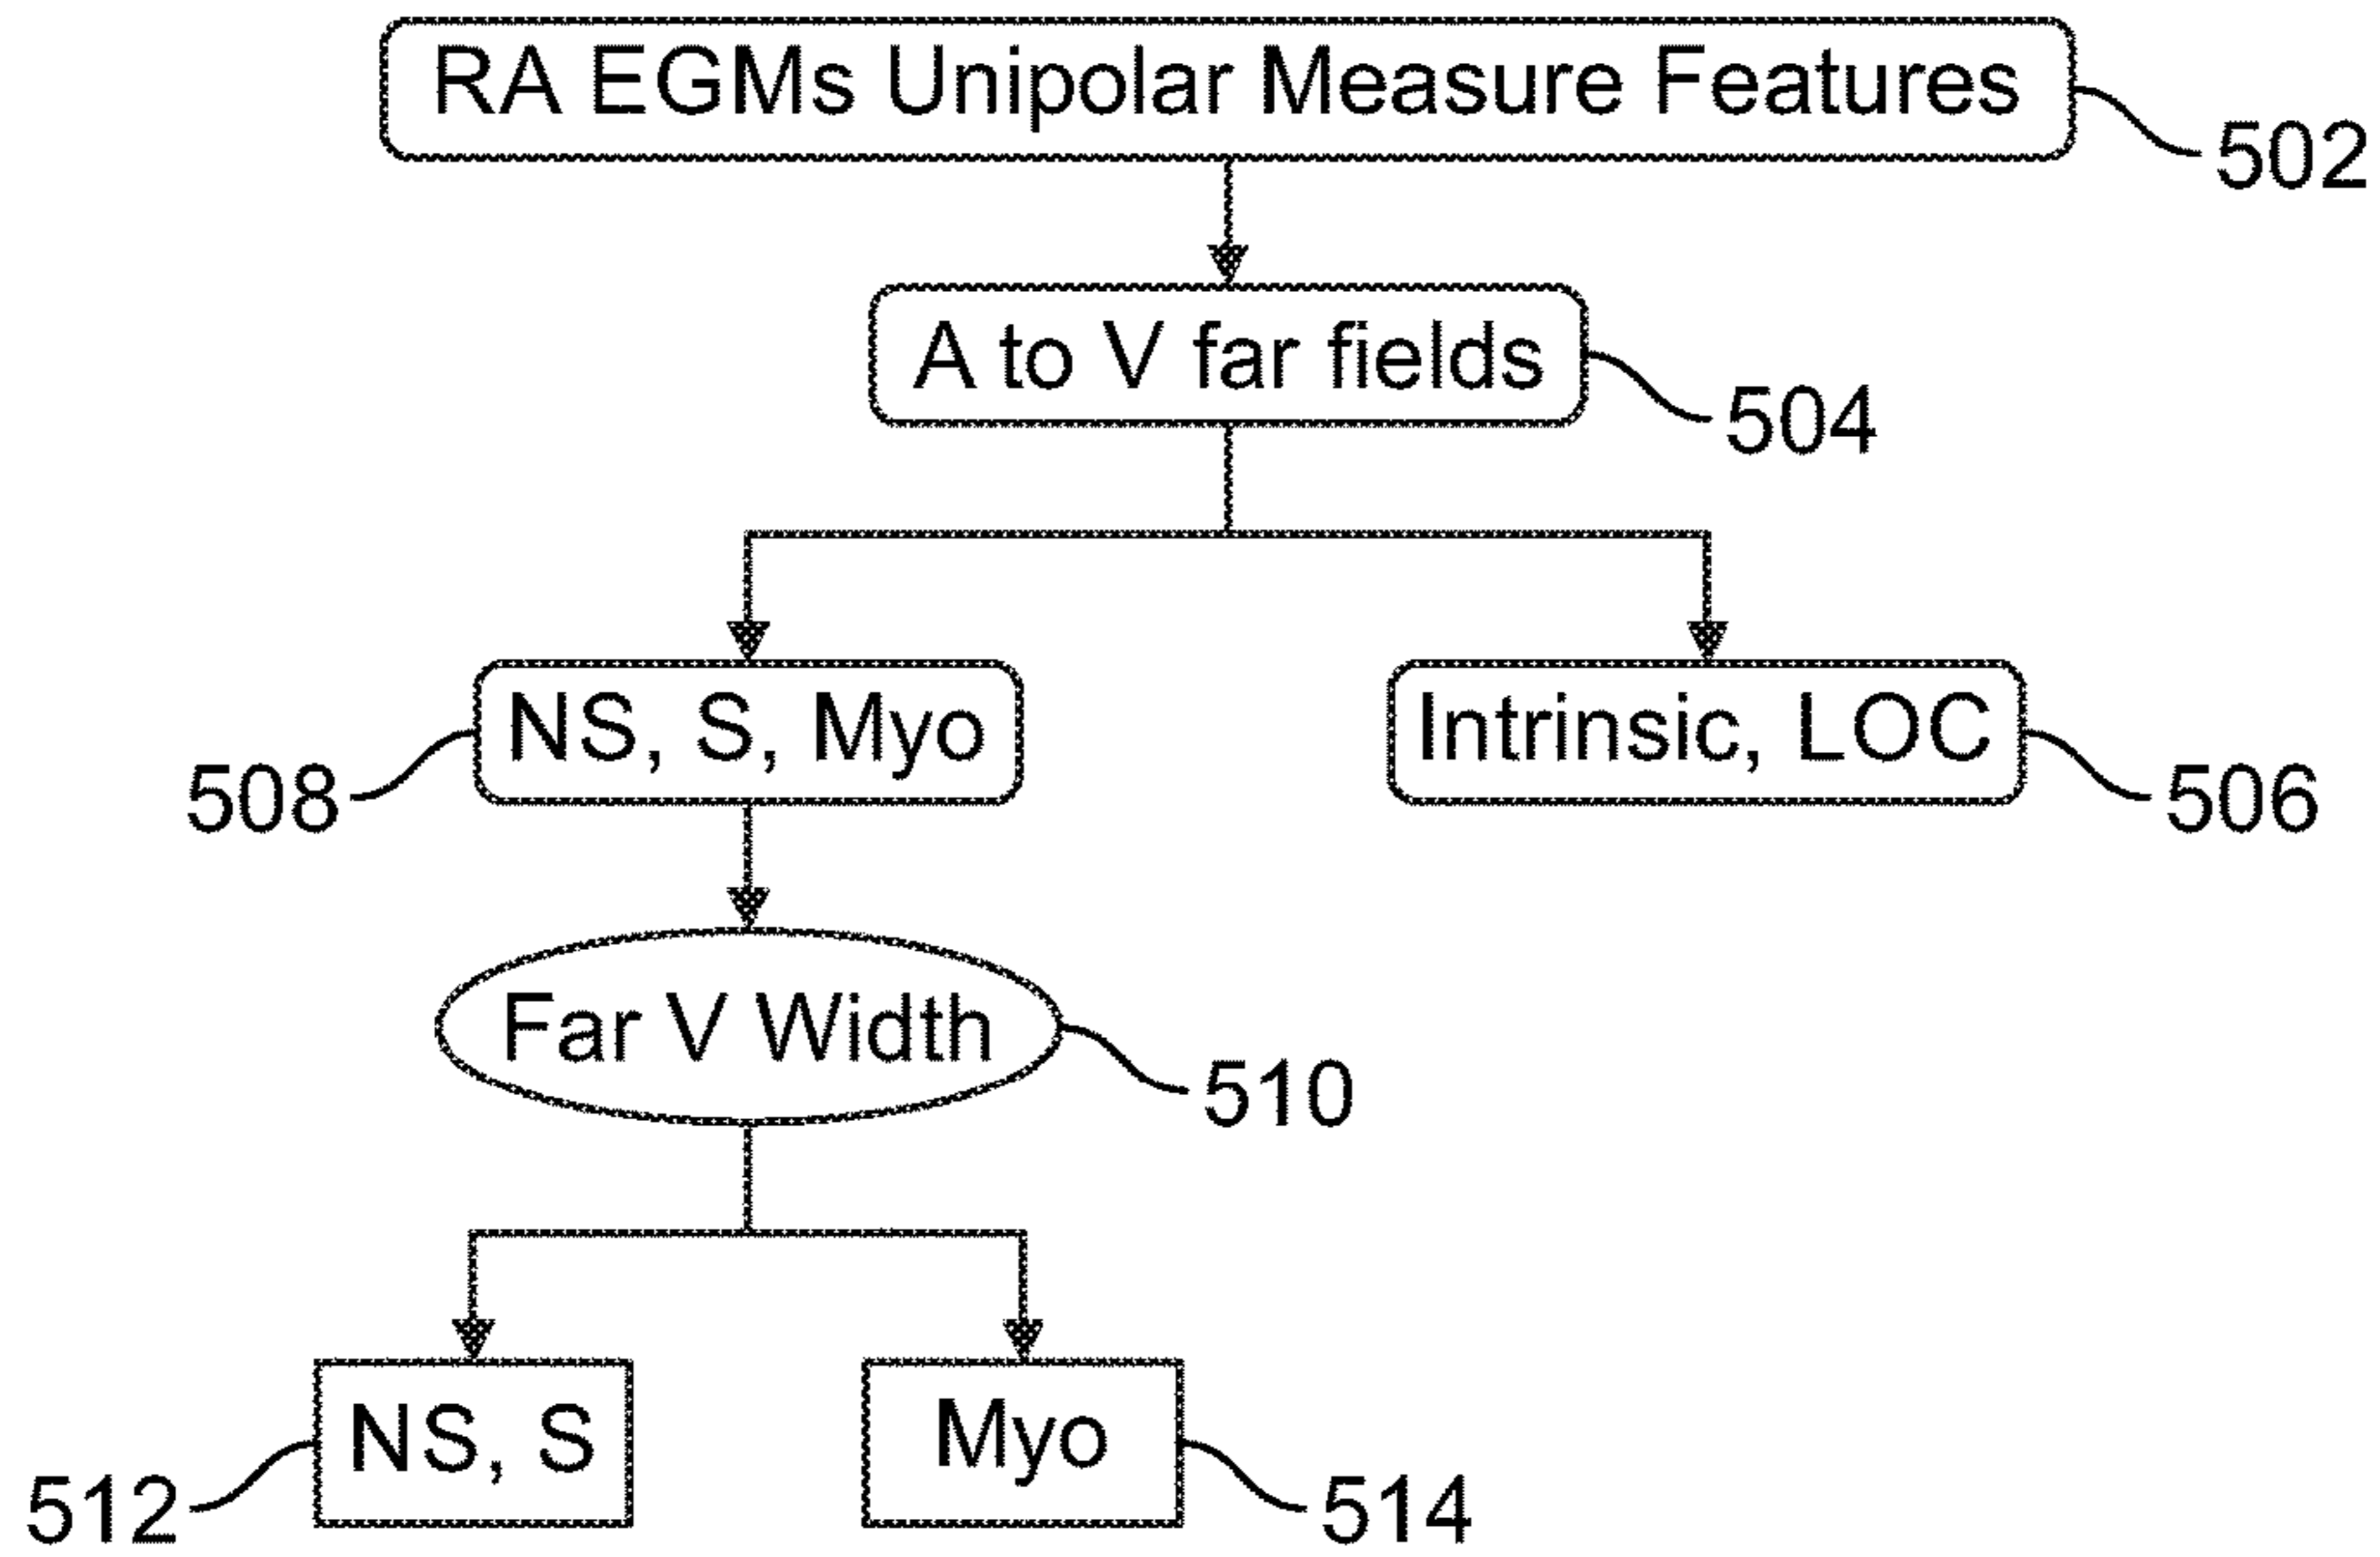 RA EGMs Unipolar Measure Features
502
A to V far fields
504
NS, S, Myo
508
Intrinsic, LOC
506
Far V Width
510
NS, S
512
Myo
514